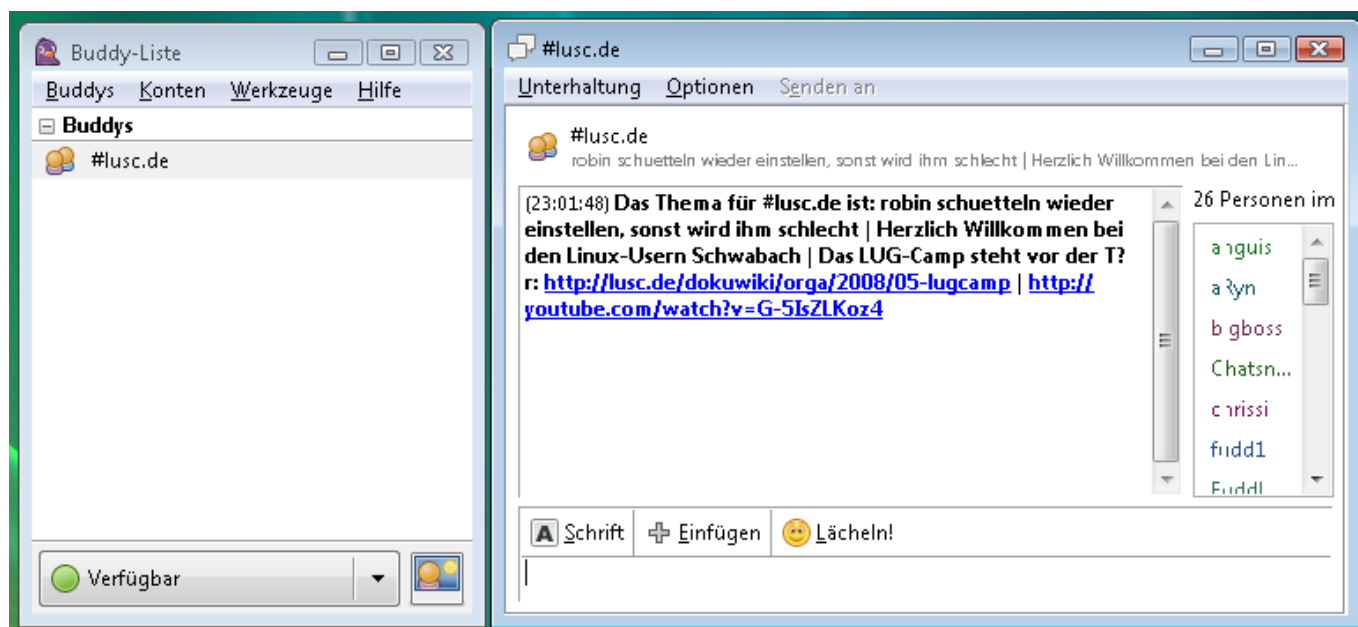 Buddy-Liste
Buddys Konten Werkzeuge Hilfe
Buddys
#lusc.de
Verfügbar
#lusc.de
Unterhaltung Optionen Senden an
#lusc.de
robin schuetteln wieder einstellen, sonst wird ihm schlecht | Herzlich Willkommen bei den Lin...
(23:01:48) Das Thema für #lusc.de ist: robin schuetteln wieder
einstellen, sonst wird ihm schlecht | Herzlich Willkommen bei
den Linux-Usern Schwabach | Das LUG-Camp steht vor der T?
r: http://lusc.de/dokuwiki/orga/2008/05-lugcamp | http://
youtube.com/watch?v=G-5IsZLKoz4
26 Personen im
anguis
aRyn
bigboss
Chatsn...
chrissi
fudd1
A Schrift Einfügen Lächeln!